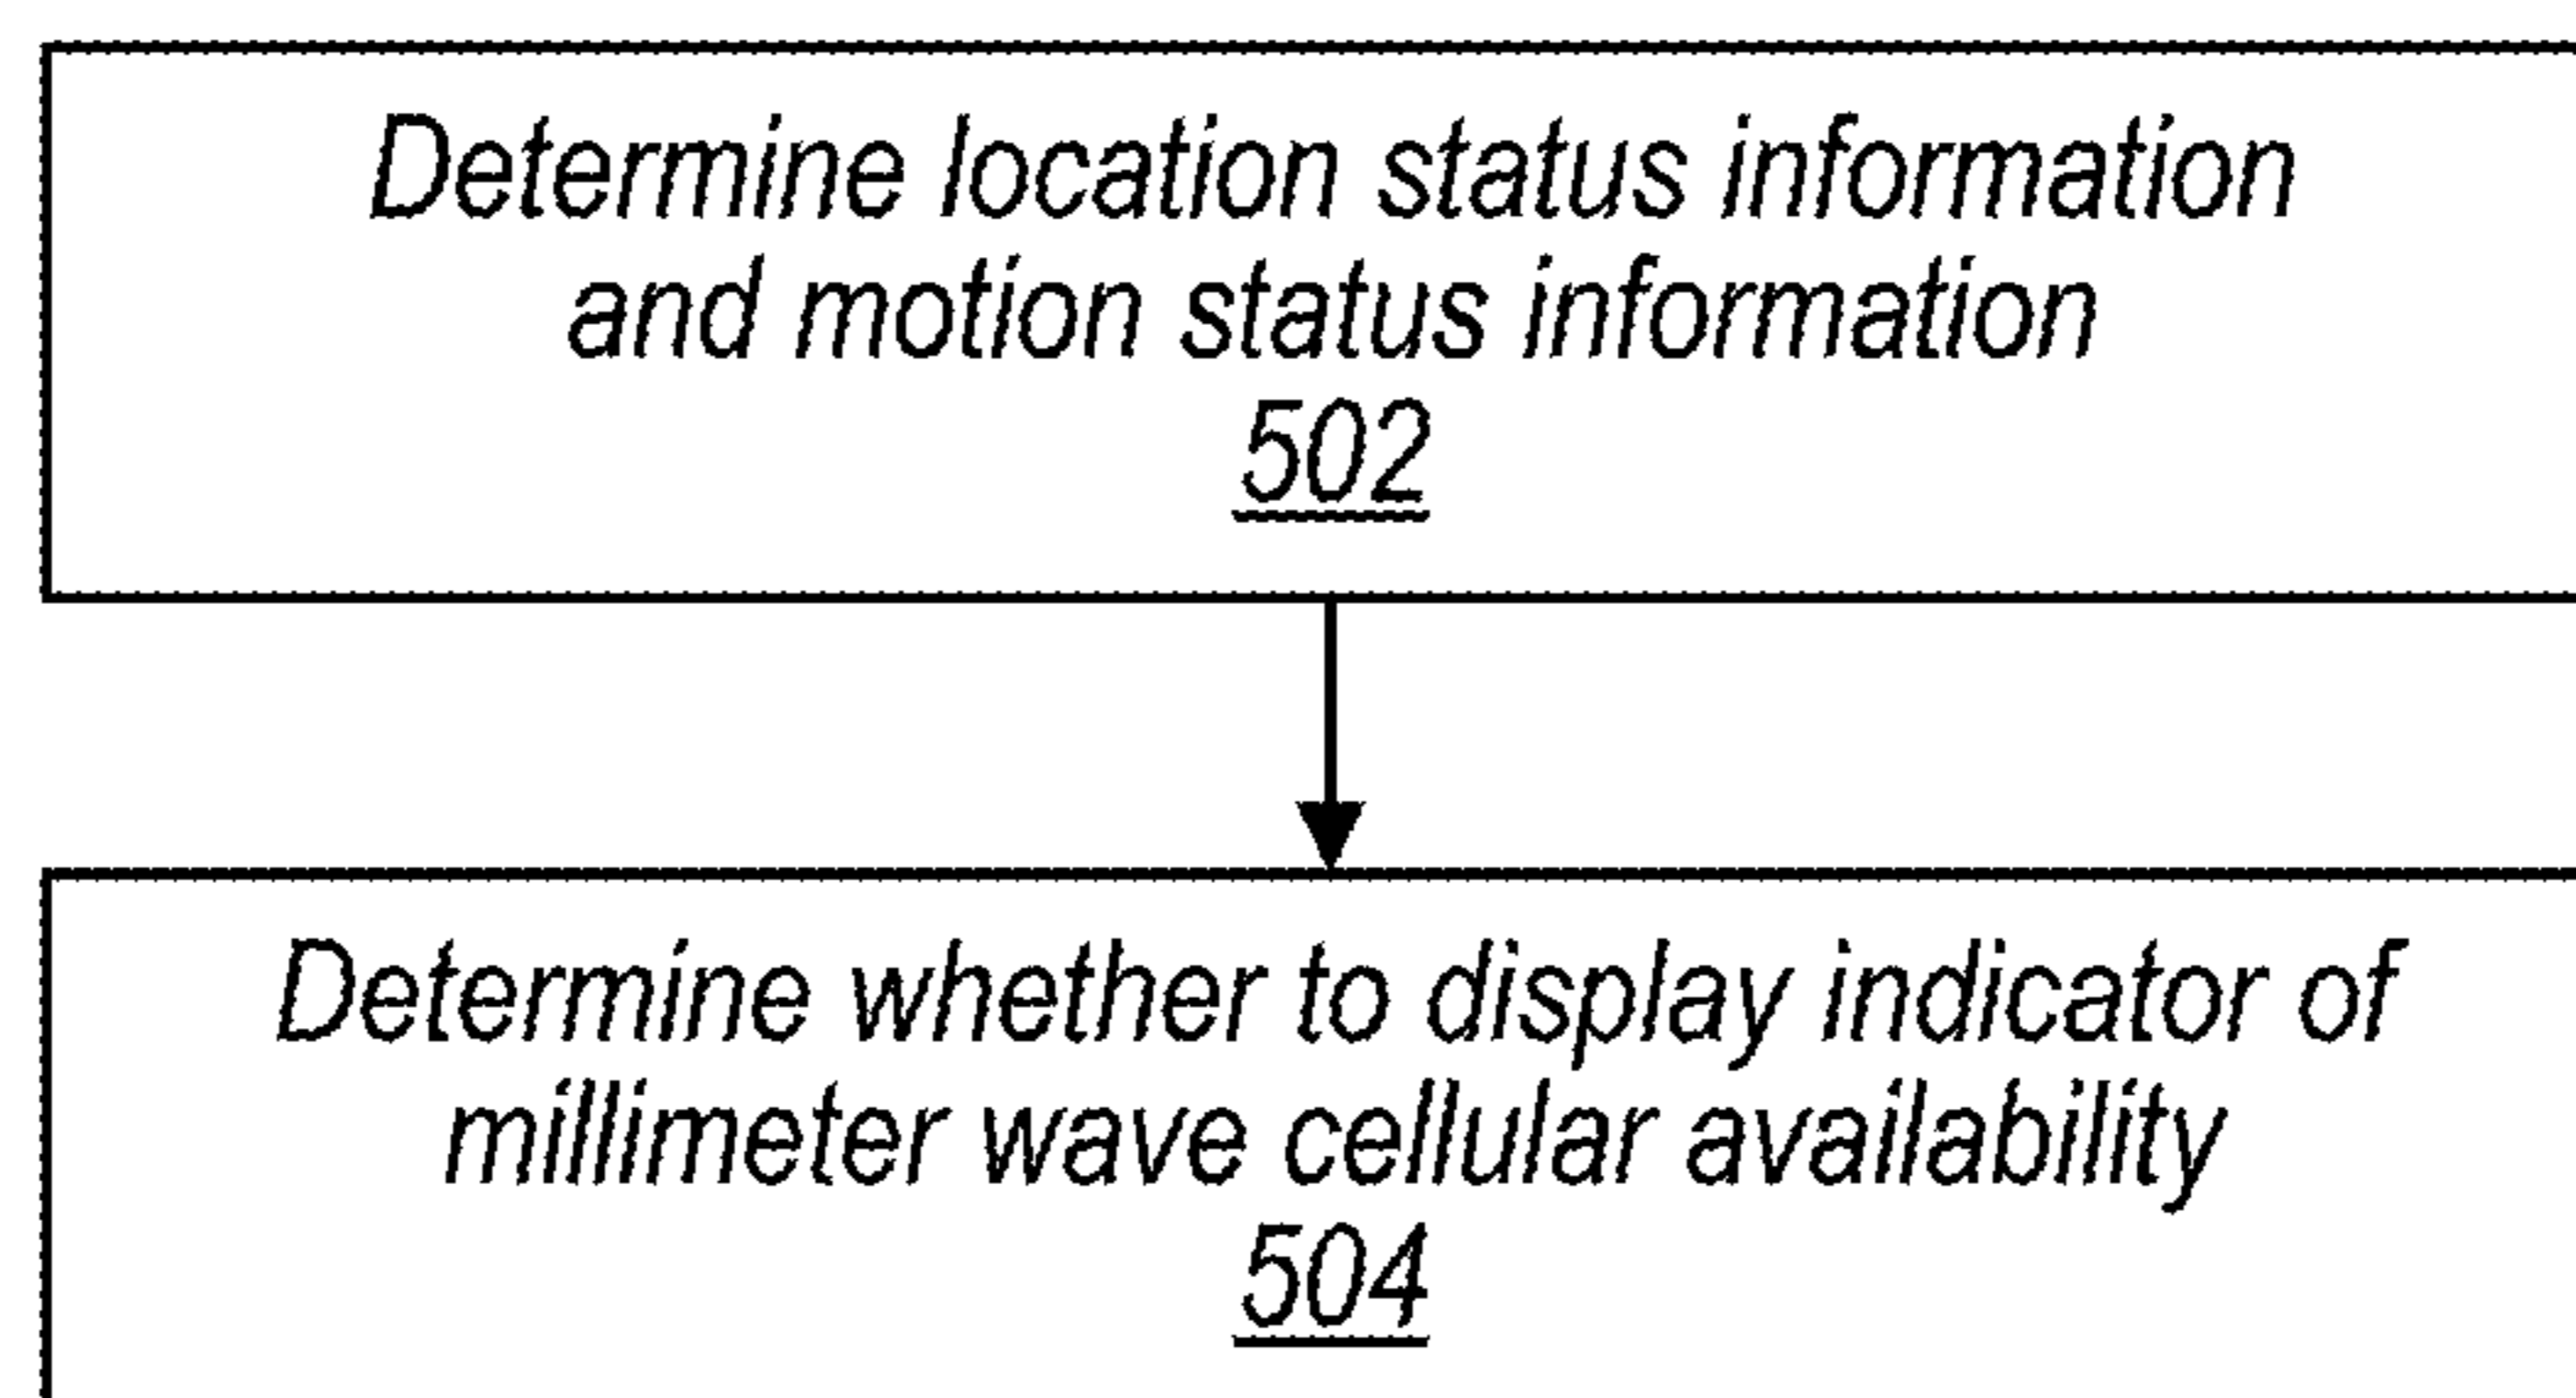 Determine location status information
and motion status information
502
Determine whether to display indicator of
millimeter wave cellular availability
504